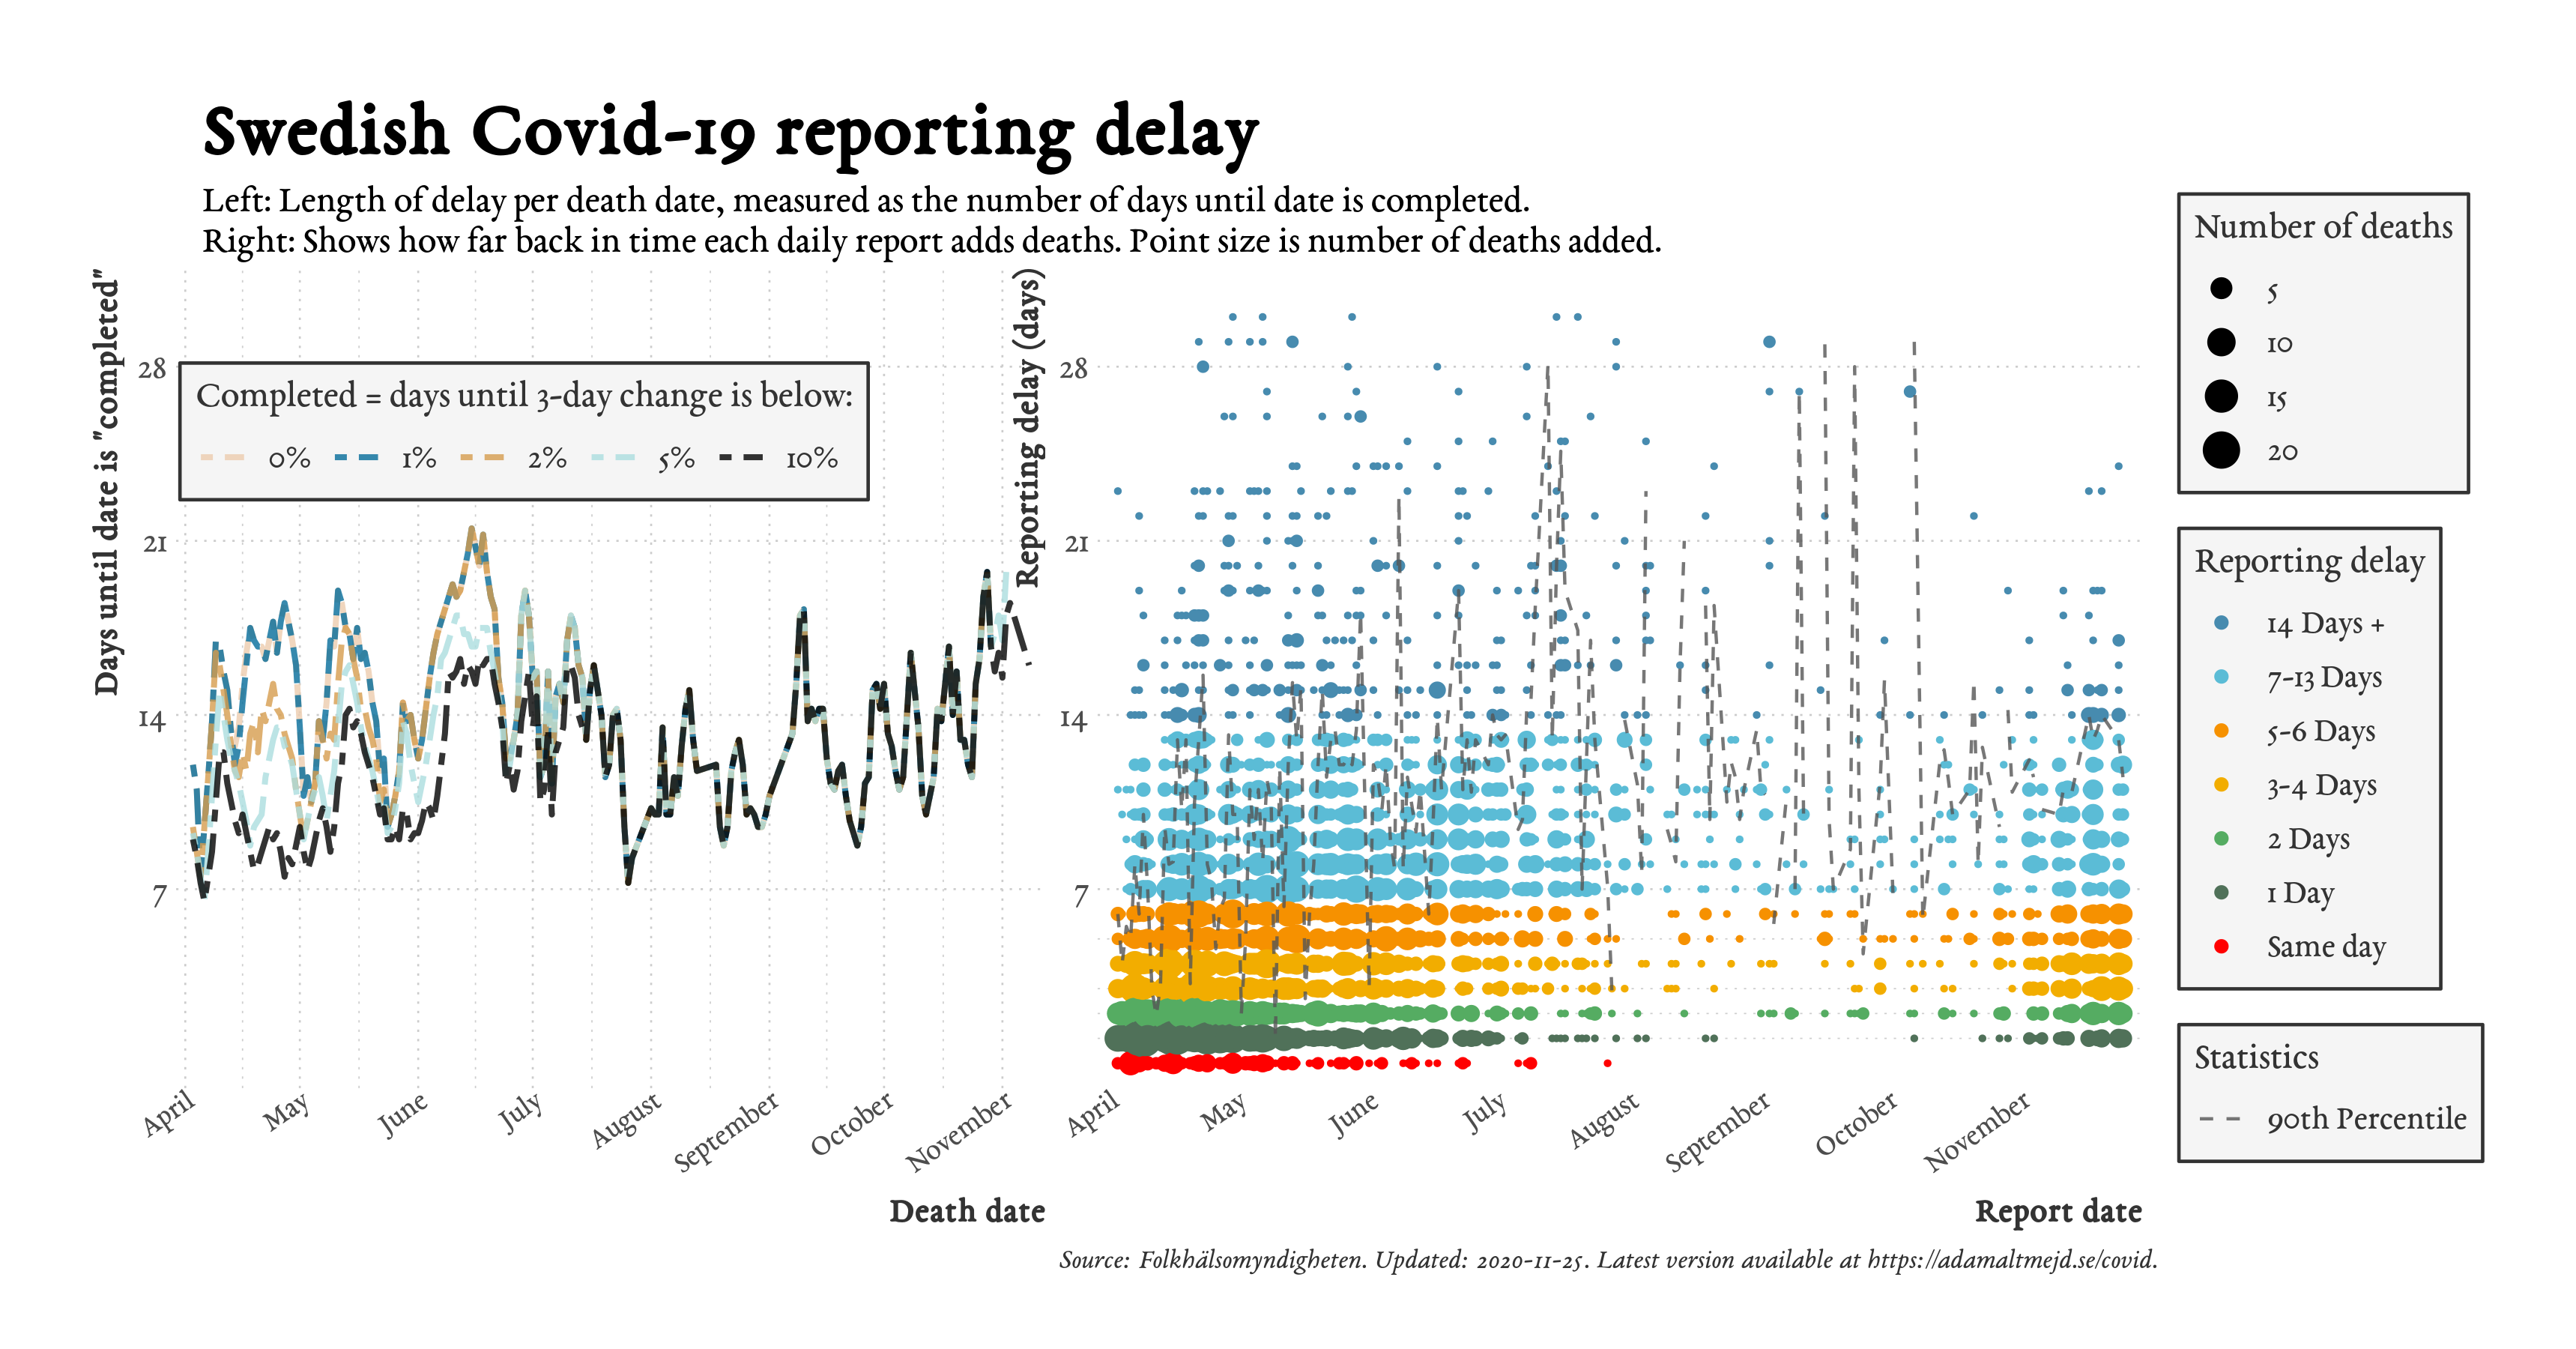 Swedish Covid-19 reporting delay
Left: Length of delay per death date, measured as the number of days until date is completed.
Right: Shows how far back in time each daily report adds deaths. Point size is number of deaths added.
Days until date is "completed"
28
21
14
7
Completed = days until 3-day change is below:
0% 1% 2% 5% 10%
April May June July August September October November
Death date
Reporting delay (days)
28
21
14
7
April May June July August September October November
Report date
Number of deaths
5
10
15
20
Reporting delay
14 Days +
7-13 Days
5-6 Days
3-4 Days
2 Days
1 Day
Same day
Statistics
90th Percentile
Source: Folkhälsomyndigheten. Updated: 2020-11-25. Latest version available at https://adamaltmejd.se/covid.